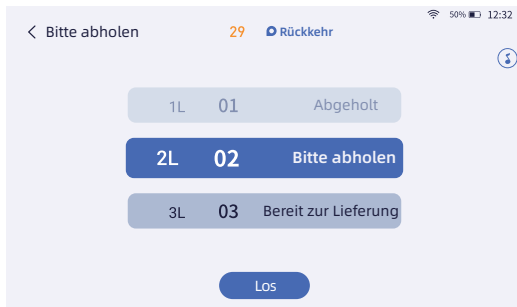 50% 12:32
Bitte abholen 29 Rückkehr
1L 01 Abgeholt
2L 02 Bitte abholen
3L 03 Bereit zur Lieferung
Los